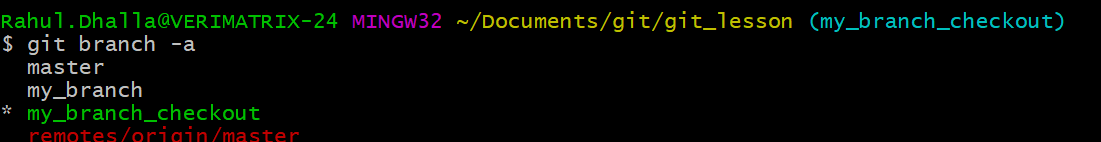 Rahul.Dhalla@VERIMATRIX-24 MINGW32 ~/Documents/git/git_lesson (my_branch_checkout)
$ git branch -a
master
my_branch
* my_branch_checkout
remotes/origin/master